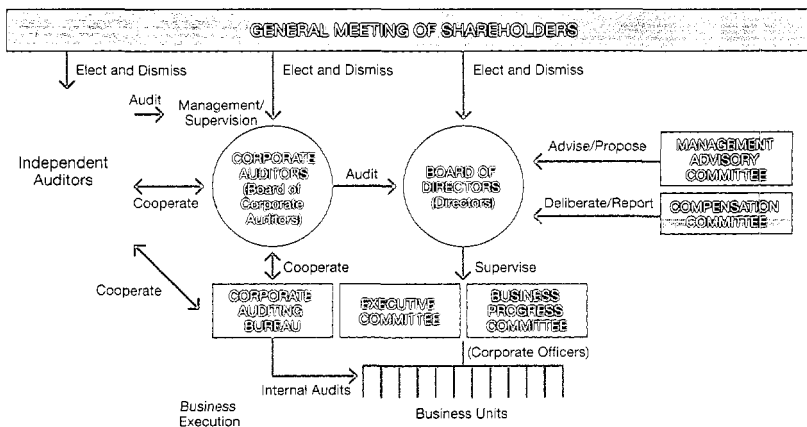 GENERAL MEETING OF SHAREHOLDERS
Elect and Dismiss
Elect and Dismiss
Elect and Dismiss
Audit
Management/
Supervision
Independent
Auditors
CORPORATE
AUDITORS
(Board of
Corporate
Auditors)
Audit
BOARD OF
DIRECTORS
(Directors)
Advise/Propose
MANAGEMENT
ADVISORY
COMMITTEE
Cooperate
Deliberate/Report
COMPENSATION
COMMITTEE
Cooperate
Cooperate
Supervise
CORPORATE
AUDITING
BUREAU
EXECUTIVE
COMMITTEE
BUSINESS
PROGRESS
COMMITTEE
(Corporate Officers)
Internal Audits
Business
Execution
Business Units